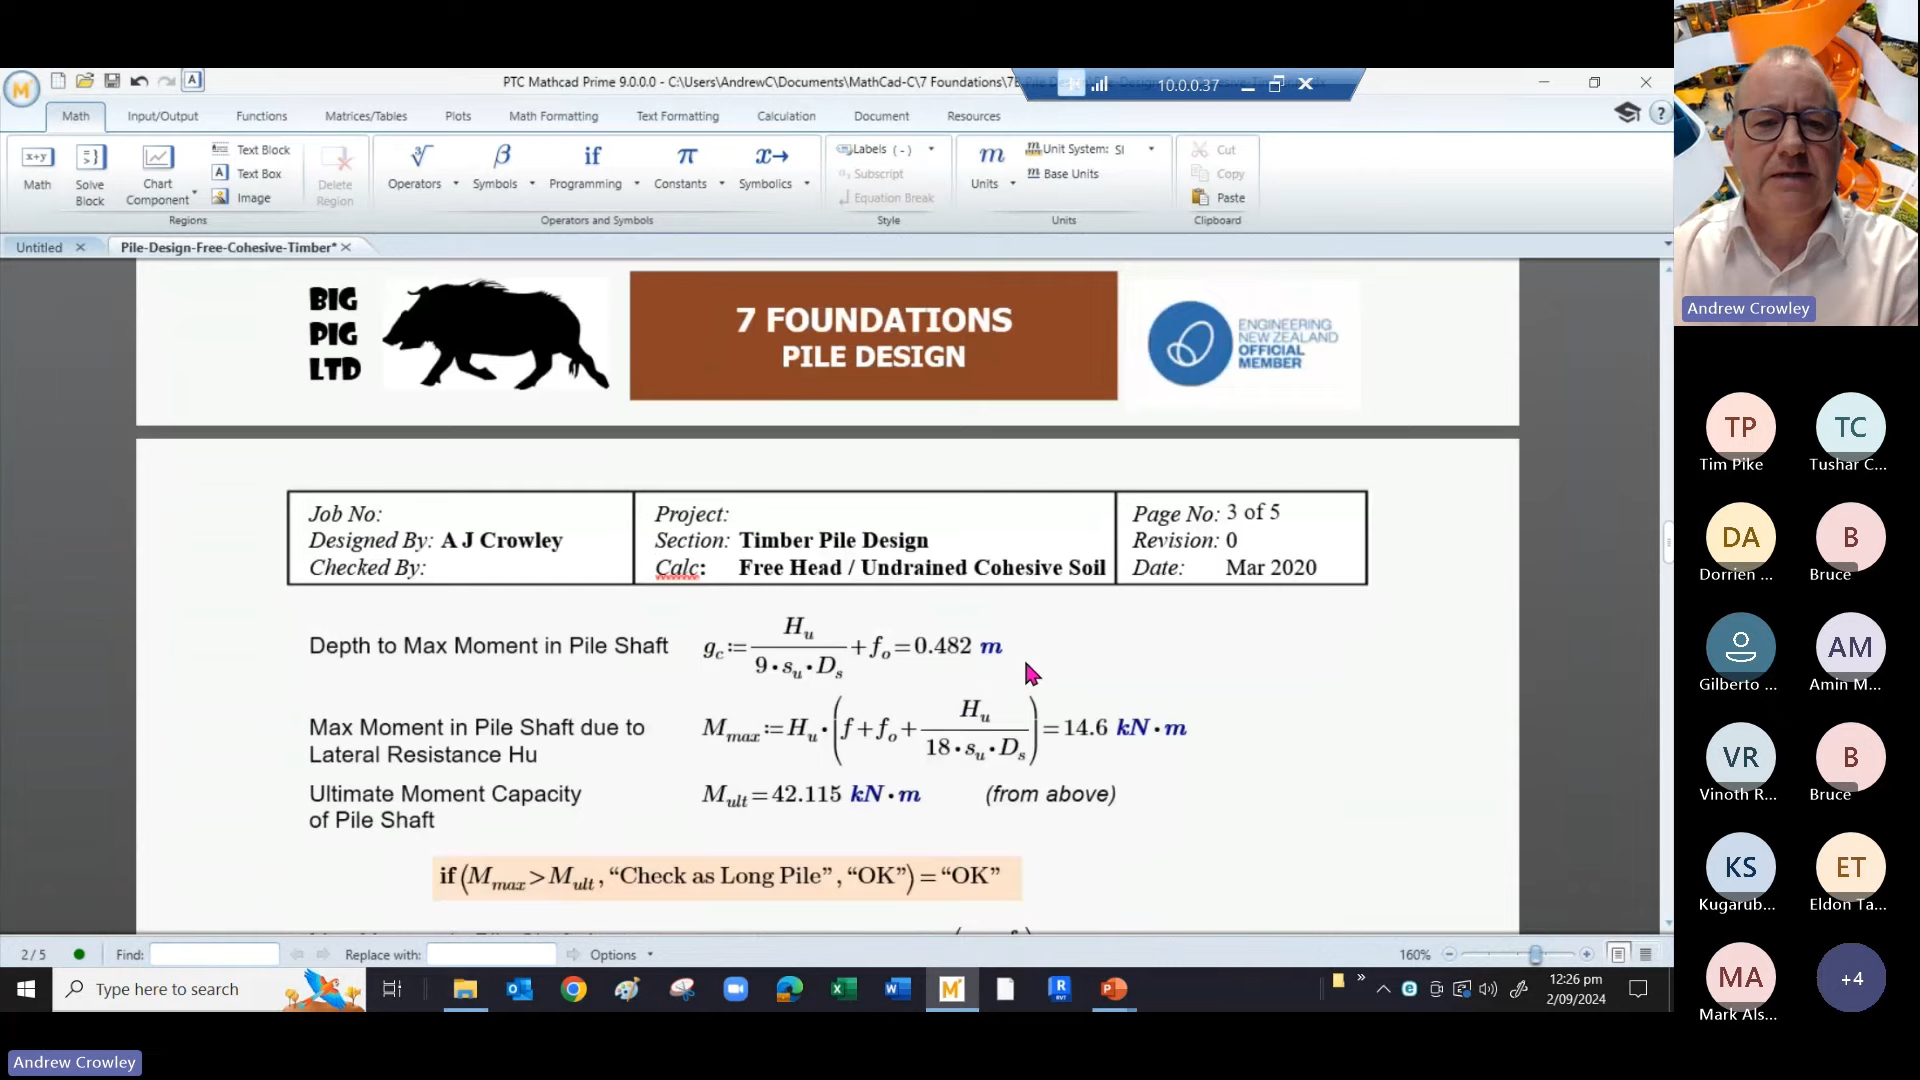 PTC Mathcad Prime 9.0.0.0 - C:\Users\AndrewC\Documents\MathCad-C\7 Foundations\7
10.0.0.37
Math Input/Output Functions Matrices/Tables Plots Math Formatting Text Formatting Calculation Document Resources
Math
Solve Block
Chart Component
Text Block
Text Box
Image
Delete Region
Regions
Operators
Symbols
Programming
Constants
Symbolics
Operators and Symbols
Labels (-)
Subscript
Equation Break
Style
Units
Unit System: SI
Base Units
Units
Cut
Copy
Paste
Clipboard
Untitled
Pile-Design-Free-Cohesive-Timber*
BIG
PIG
LTD
7 FOUNDATIONS
PILE DESIGN
ENGINEERING
NEW ZEALAND
OFFICIAL
MEMBER
Job No:
Designed By: A J Crowley
Checked By:
Project:
Section: Timber Pile Design
Calc: Free Head / Undrained Cohesive Soil
Page No: 3 of 5
Revision: 0
Date: Mar 2020
Depth to Max Moment in Pile Shaft g_c := H_u / (9·s_u·D_s) + f_o = 0.482 m
Max Moment in Pile Shaft due to
Lateral Resistance Hu
M_max := H_u·(f + f_o + H_u / (18·s_u·D_s)) = 14.6 kN·m
Ultimate Moment Capacity
of Pile Shaft
M_ult = 42.115 kN·m (from above)
if (M_max > M_ult, “Check as Long Pile”, “OK”) = “OK”
2 / 5 Find: Replace with: Options 160%
Type here to search
12:26 pm
2/09/2024
Andrew Crowley
Andrew Crowley
TP
Tim Pike
TC
Tushar C...
DA
Dorrien ...
B
Bruce
Gilberto ...
AM
Amin M...
VR
Vinoth R...
B
Bruce
KS
Kugarub...
ET
Eldon Ta...
MA
Mark Als...
+4